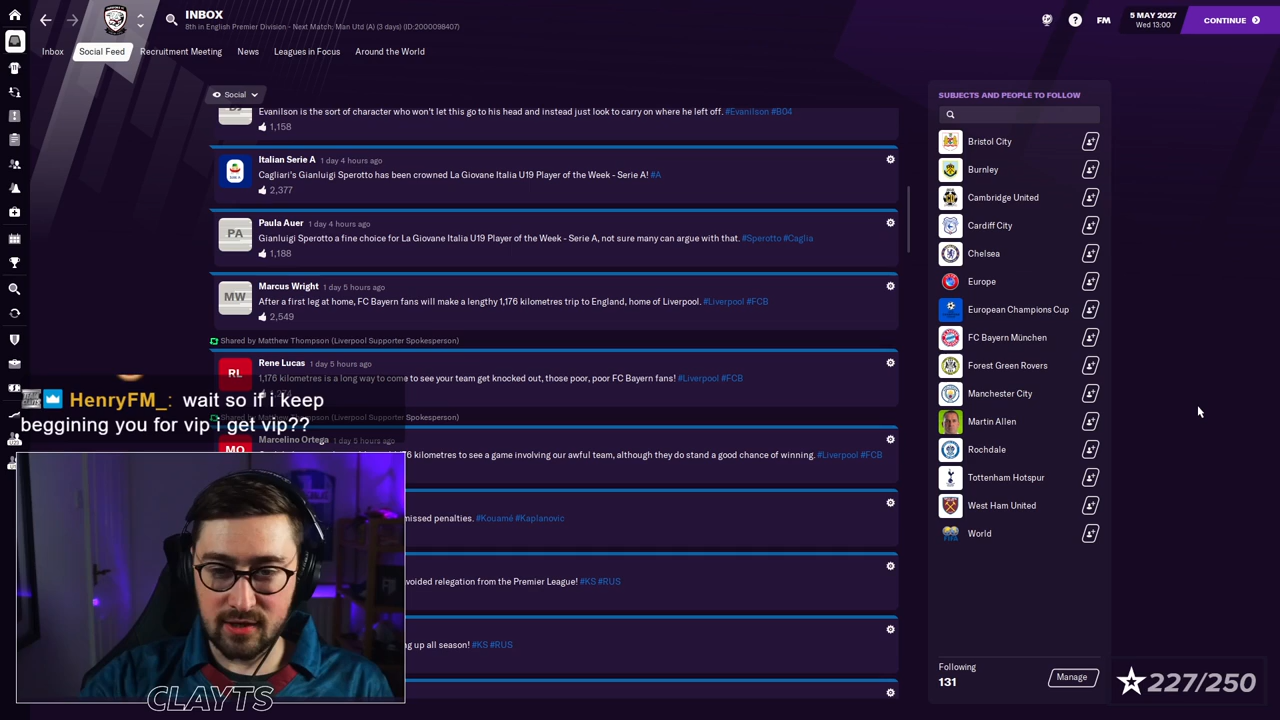 INBOX
8th in English Premier Division - Next Match: Man Utd (A) (3 days) (ID:2000098407)
FM
5 MAY 2027
Wed 13:00
CONTINUE
Inbox
Social Feed
Recruitment Meeting
News
Leagues in Focus
Around the World
Social
Evanilson is the sort of character who won't let this go to his head and instead just look to carry on where he left off. #Evanilson #B04
1,158
Italian Serie A 1 day 4 hours ago
Cagliari's Gianluigi Sperotto has been crowned La Giovane Italia U19 Player of the Week - Serie A! #A
2,377
PA
Paula Auer 1 day 4 hours ago
Gianluigi Sperotto a fine choice for La Giovane Italia U19 Player of the Week - Serie A, not sure many can argue with that. #Sperotto #Caglia
1,188
MW
Marcus Wright 1 day 5 hours ago
After a first leg at home, FC Bayern fans will make a lengthy 1,176 kilometres trip to England, home of Liverpool. #Liverpool #FCB
2,549
Shared by Matthew Thompson (Liverpool Supporter Spokesperson)
RL
Rene Lucas 1 day 5 hours ago
1,176 kilometres is a long way to come to see your team get knocked out, those poor, poor FC Bayern fans! #Liverpool #FCB
HenryFM_: wait so if i keep
beggining you for vip i get vip??
Shared by Matthew Thompson (Liverpool Supporter Spokesperson)
MO
Marcelino Ortega 1 day 5 hours ago
kilometres to see a game involving our awful team, although they do stand a good chance of winning. #Liverpool #FCB
missed penalties. #Kouamé #Kaplanovic
voided relegation from the Premier League! #KS #RUS
ng up all season! #KS #RUS
CLAYTS
SUBJECTS AND PEOPLE TO FOLLOW
Bristol City
Burnley
Cambridge United
Cardiff City
Chelsea
Europe
European Champions Cup
FC Bayern München
Forest Green Rovers
Manchester City
Martin Allen
Rochdale
Tottenham Hotspur
West Ham United
World
Following
131
Manage
227/250